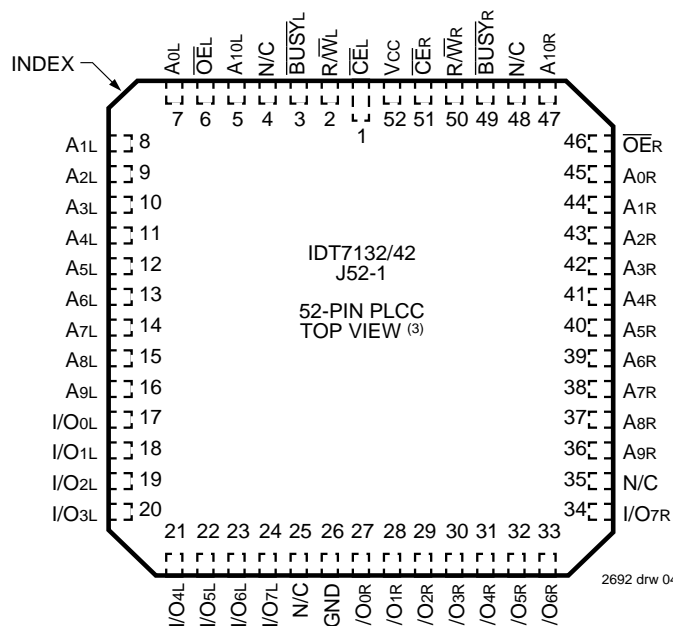 INDEX
A0L
OEL
A10L
N/C
BUSYL
R/WL
CEL
VCC
CER
R/WR
BUSYR
N/C
A10R
7 6 5 4 3 2 1 52 51 50 49 48 47
A1L 8
A2L 9
A3L 10
A4L 11
A5L 12
A6L 13
A7L 14
A8L 15
A9L 16
I/O0L 17
I/O1L 18
I/O2L 19
I/O3L 20
IDT7132/42
J52-1
52-PIN PLCC
TOP VIEW (3)
46 OER
45 A0R
44 A1R
43 A2R
42 A3R
41 A4R
40 A5R
39 A6R
38 A7R
37 A8R
36 A9R
35 N/C
34 I/O7R
21 22 23 24 25 26 27 28 29 30 31 32 33
I/O4L
I/O5L
I/O6L
I/O7L
N/C
GND
/O0R
/O1R
/O2R
/O3R
/O4R
/O5R
/O6R
2692 drw 04